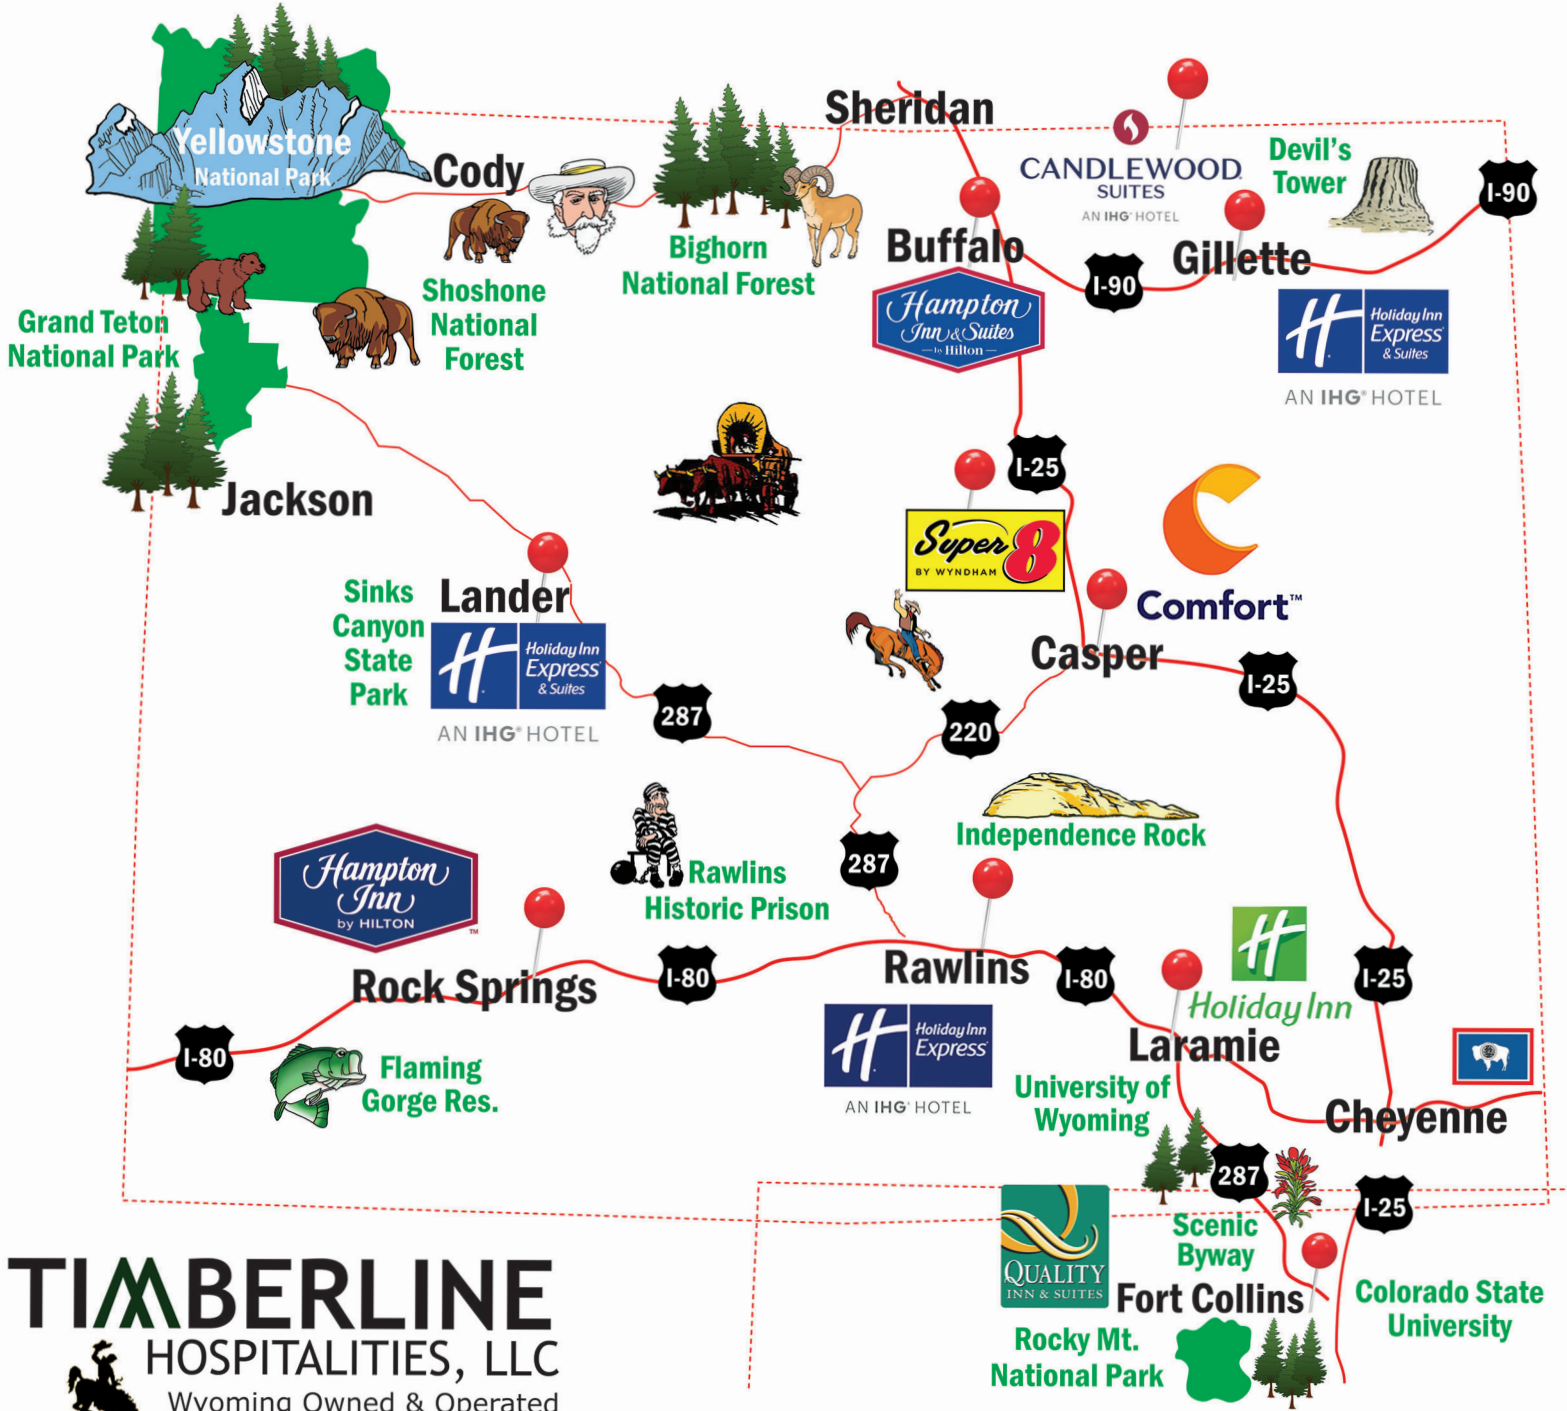 Yellowstone
National Park
Sheridan
Cody
CANDLEWOOD
SUITES
AN IHG® HOTEL
Devil's
Tower
I-90
Bighorn
National Forest
Buffalo
Hampton
Inn & Suites
by Hilton
I-90
Gillette
Holiday Inn
Express®
& Suites
AN IHG® HOTEL
Shoshone
National
Forest
Grand Teton
National Park
Jackson
I-25
Super 8
BY WYNDHAM
Comfort™
Casper
I-25
Sinks
Canyon
State
Park
Lander
Holiday Inn
Express®
& Suites
AN IHG® HOTEL
287
220
Independence Rock
287
Rawlins
Historic Prison
Hampton
Inn
by HILTON
™
Rock Springs
I-80
Rawlins
I-80
Holiday Inn
Express®
AN IHG® HOTEL
H
Holiday Inn
I-25
Laramie
University of
Wyoming
Cheyenne
I-80
Flaming
Gorge Res.
287
I-25
Scenic
Byway
QUALITY
INN & SUITES
Fort Collins
Colorado State
University
Rocky Mt.
National Park
TIMBERLINE
HOSPITALITIES, LLC
Wyoming Owned & Operated